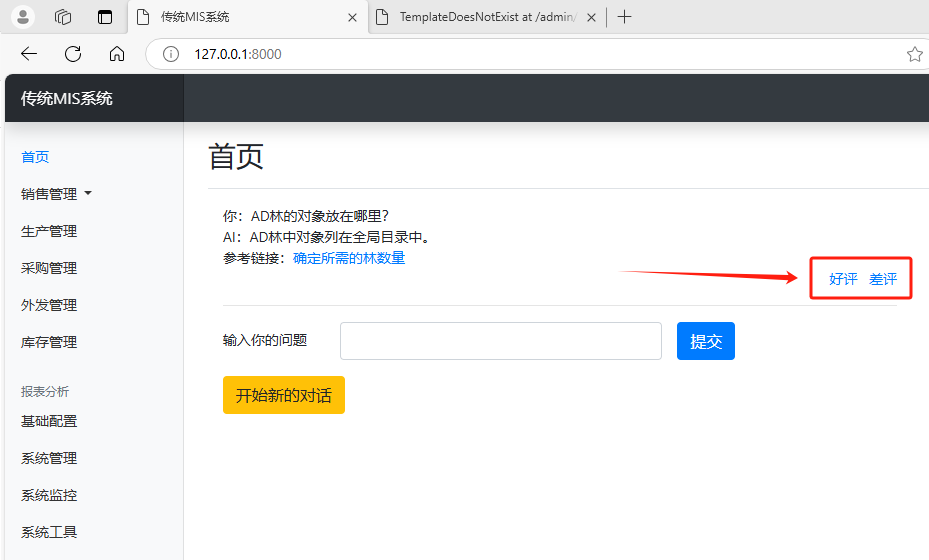 传统MIS系统
TemplateDoesNotExist at /admin/
127.0.0.1:8000
传统MIS系统
首页
销售管理
生产管理
采购管理
外发管理
库存管理
报表分析
基础配置
系统管理
系统监控
系统工具
首页
你：AD林的对象放在哪里？
AI：AD林中对象列在全局目录中。
参考链接：确定所需的林数量
好评 差评
输入你的问题
提交
开始新的对话